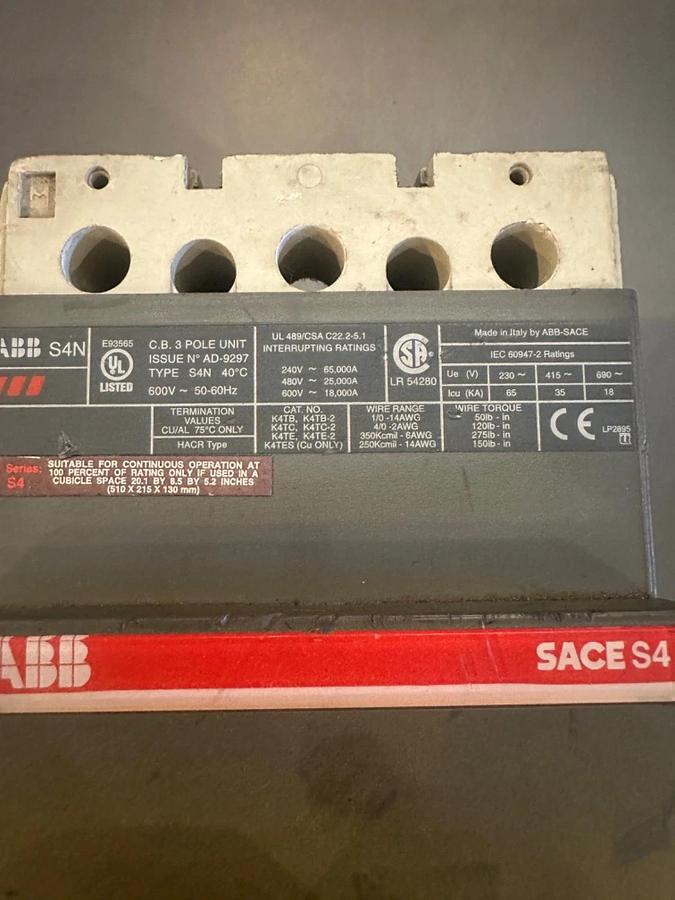 ABB S4N
E93565
UL
LISTED
C.B. 3 POLE UNIT
ISSUE N° AD-9297
TYPE S4N 40°C
600V ~ 50-60Hz
UL 489/CSA C22.2-5.1
INTERRUPTING RATINGS
240V ~ 65,000A
480V ~ 25,000A
600V ~ 18,000A
CSA
LR 54280
Made in Italy by ABB-SACE
IEC 60947-2 Ratings
Ue (V) 230 ~ 415 ~ 690 ~
Icu (KA) 65 35 18
TERMINATION
VALUES
CU/AL 75°C ONLY
HACR Type
CAT. NO.
K4TB, K4TB-2
K4TC, K4TC-2
K4TE, K4TE-2
K4TES (Cu ONLY)
WIRE RANGE
1/0 -14AWG
4/0 -2AWG
350Kcmil - 6AWG
250Kcmil - 14AWG
WIRE TORQUE
50lb - in
120lb - in
275lb - in
150lb - in
CE
LP2895
Series:
S4
SUITABLE FOR CONTINUOUS OPERATION AT
100 PERCENT OF RATING ONLY IF USED IN A
CUBICLE SPACE 20.1 BY 8.5 BY 5.2 INCHES
(510 X 215 X 130 mm)
ABB
SACE S4